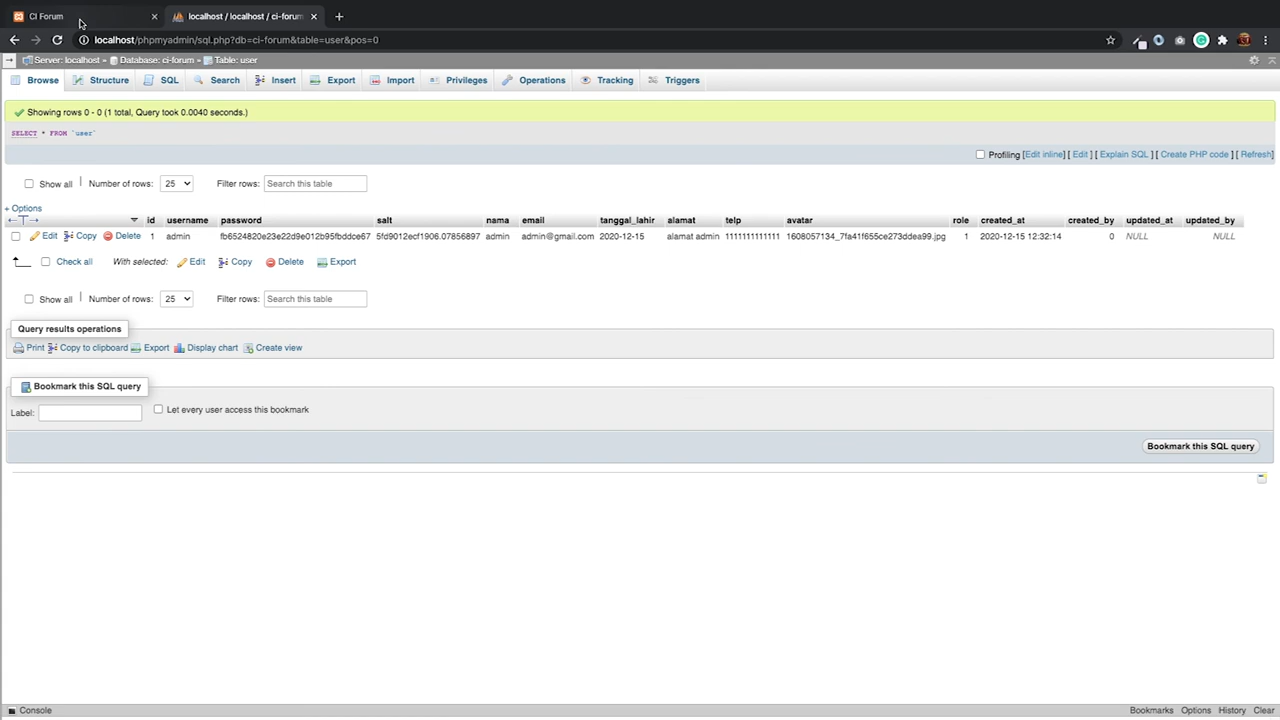 CI Forum
localhost / localhost / ci-forum
localhost/phpmyadmin/sql.php?db=ci-forum&table=user&pos=0
Server: localhost » Database: ci-forum » Table: user
Browse Structure SQL Search Insert Export Import Privileges Operations Tracking Triggers
Showing rows 0 - 0 (1 total, Query took 0.0040 seconds.)
SELECT * FROM `user`
Profiling [Edit inline] [ Edit ] [ Explain SQL ] [ Create PHP code ] [ Refresh]
Show all Number of rows: 25 Filter rows: Search this table
+ Options
id username password salt nama email tanggal_lahir alamat telp avatar role created_at created_by updated_at updated_by
Edit Copy Delete 1 admin fb6524820e23e22d9e012b95fbddce67 5fd9012ecf1906.07856897 admin admin@gmail.com 2020-12-15 alamat admin 1111111111111 1608057134_7fa41f655ce273ddea99.jpg 1 2020-12-15 12:32:14 0 NULL NULL
Check all With selected: Edit Copy Delete Export
Show all Number of rows: 25 Filter rows: Search this table
Query results operations
Print Copy to clipboard Export Display chart Create view
Bookmark this SQL query
Label: Let every user access this bookmark
Bookmark this SQL query
Console Bookmarks Options History Clear